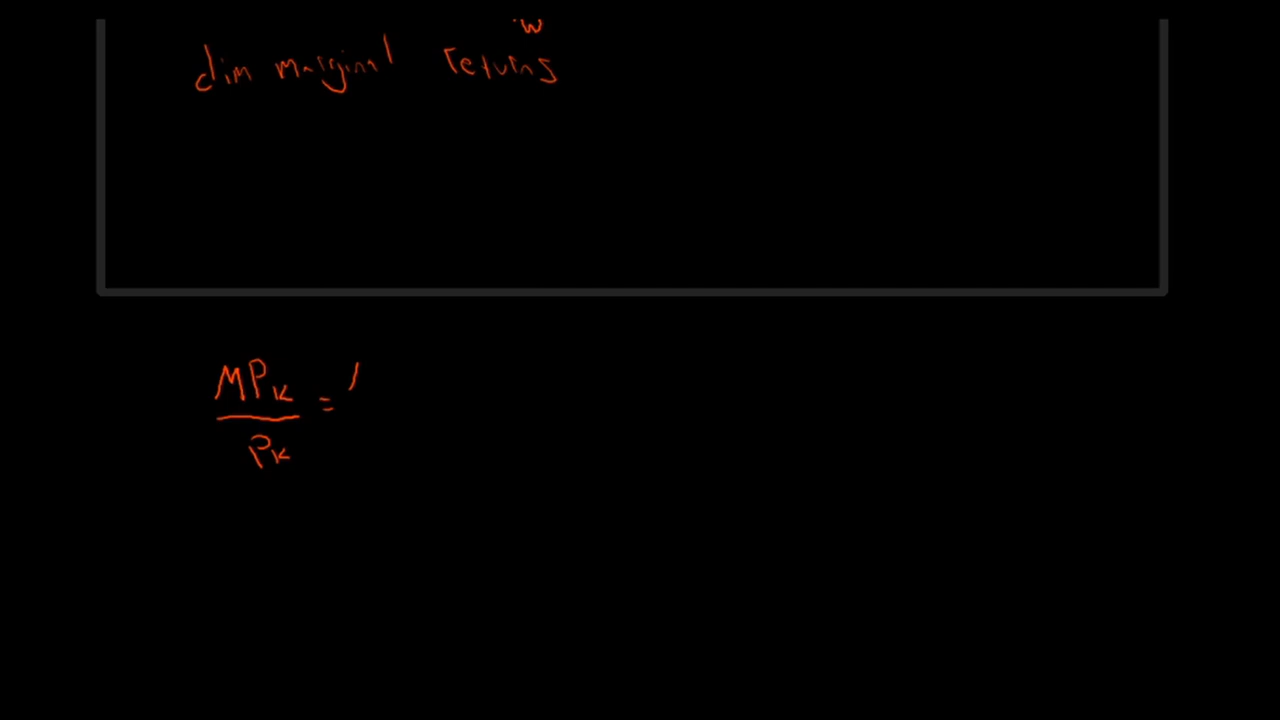 w
dim marginal returns
MPk
=
Pk